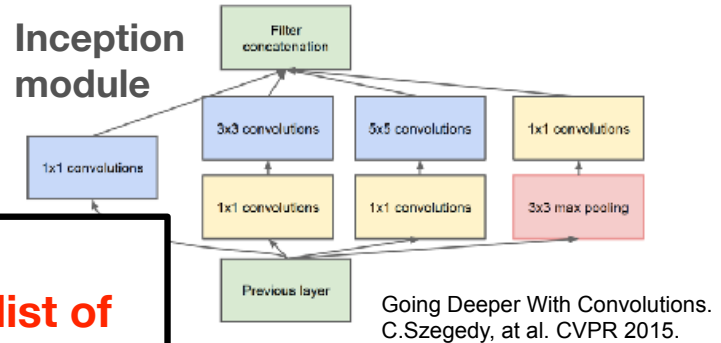 Inception
module
Filter
concatenation
3x3 convolutions
5x5 convolutions
1x1 convolutions
1x1 convolutions
1x1 convolutions
1x1 convolutions
3x3 max pooling
Previous layer
list of
Going Deeper With Convolutions.
C.Szegedy, at al. CVPR 2015.